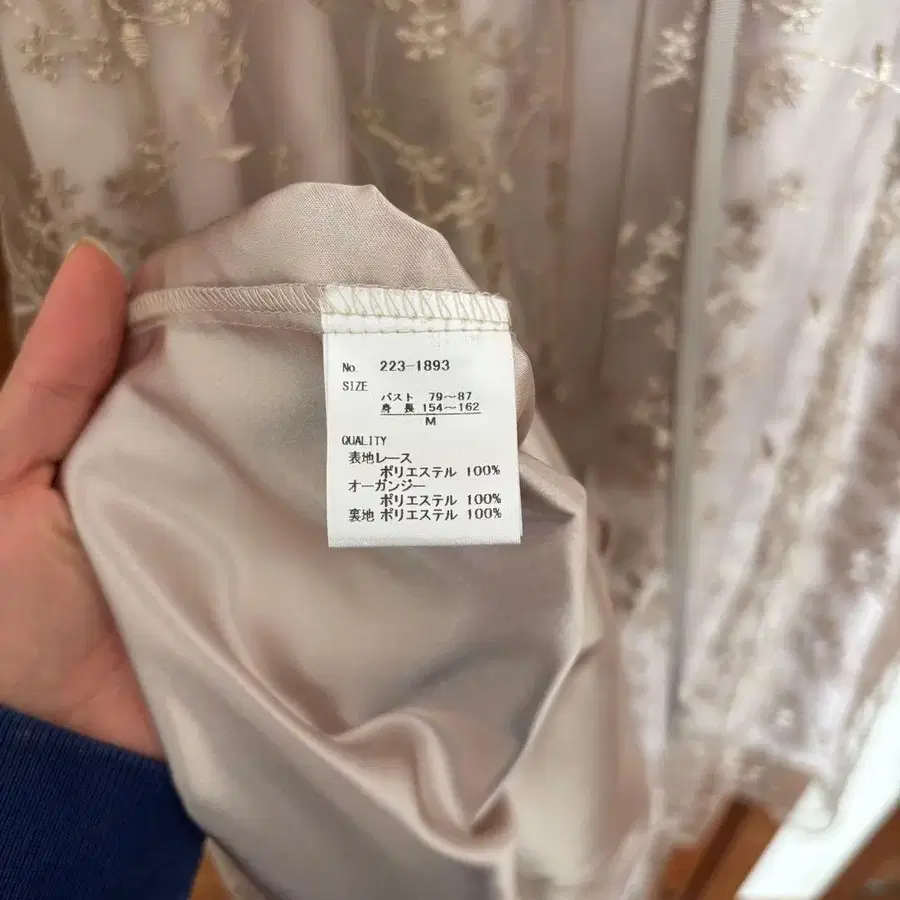 No. 223-1893
SIZE
バスト 79〜87
身長 154〜162
M
QUALITY
表地レース
ポリエステル 100%
オーガンジー
ポリエステル 100%
裏地 ポリエステル 100%